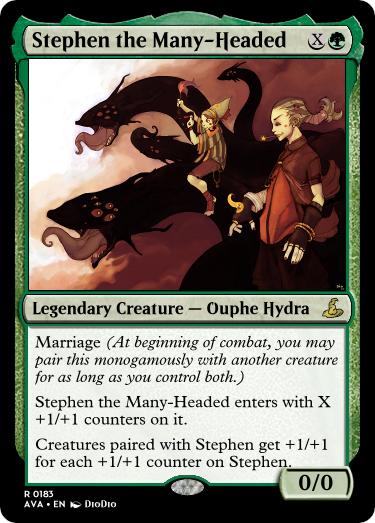 Stephen the Many-Headed X
Legendary Creature — Ouphe Hydra
Marriage (At beginning of combat, you may
pair this monogamously with another creature
for as long as you control both.)
Stephen the Many-Headed enters with X
+1/+1 counters on it.
Creatures paired with Stephen get +1/+1
for each +1/+1 counter on Stephen.
0/0
R 0183
AVA • EN DioDio